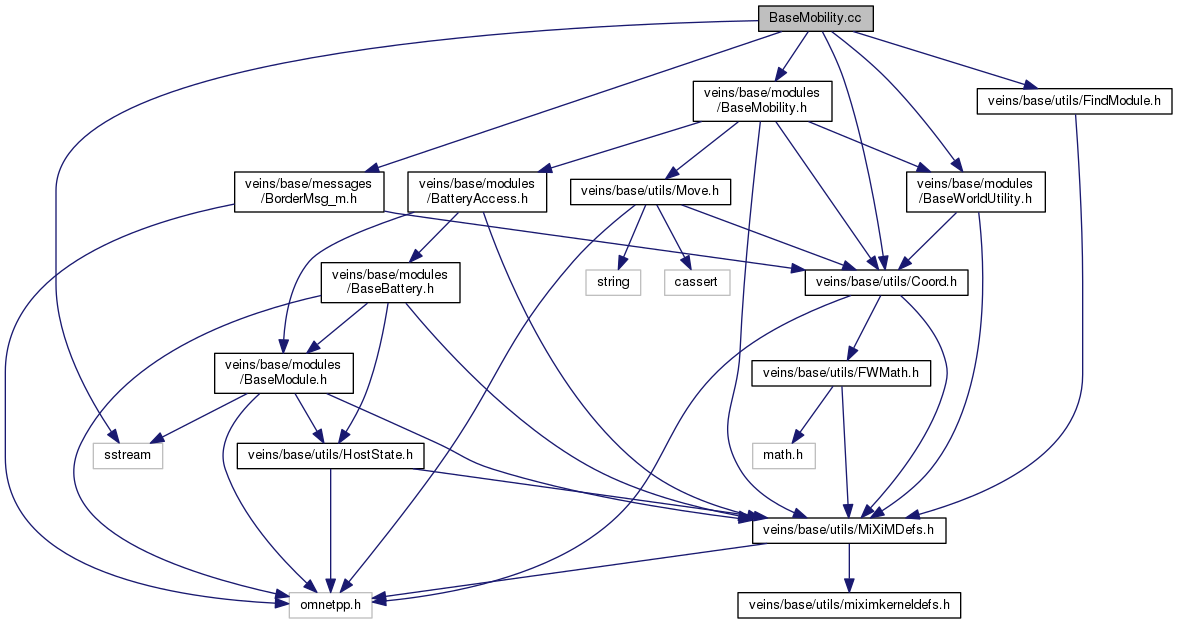 BaseMobility.cc
veins/base/modules
/BaseMobility.h
veins/base/utils/FindModule.h
veins/base/messages
/BorderMsg_m.h
veins/base/modules
/BatteryAccess.h
veins/base/utils/Move.h
veins/base/modules
/BaseWorldUtility.h
veins/base/modules
/BaseBattery.h
string
cassert
veins/base/utils/Coord.h
veins/base/modules
/BaseModule.h
veins/base/utils/FWMath.h
sstream
veins/base/utils/HostState.h
math.h
veins/base/utils/MiXiMDefs.h
omnetpp.h
veins/base/utils/miximkerneldefs.h